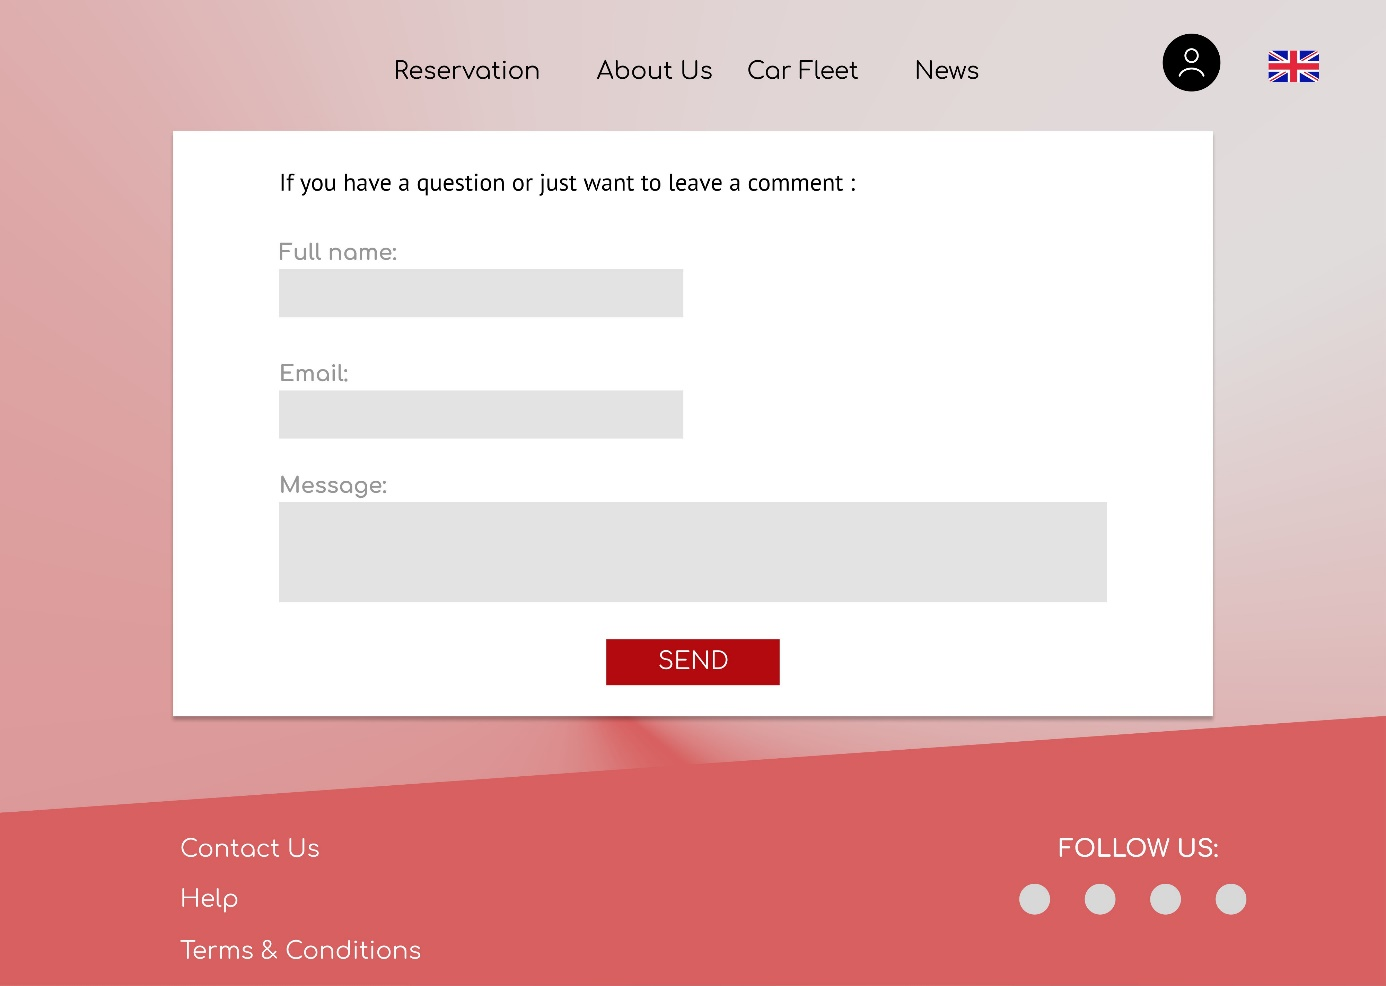 Reservation About Us Car Fleet News
If you have a question or just want to leave a comment :
Full name:
Email:
Message:
SEND
Contact Us
Help
Terms & Conditions
FOLLOW US: